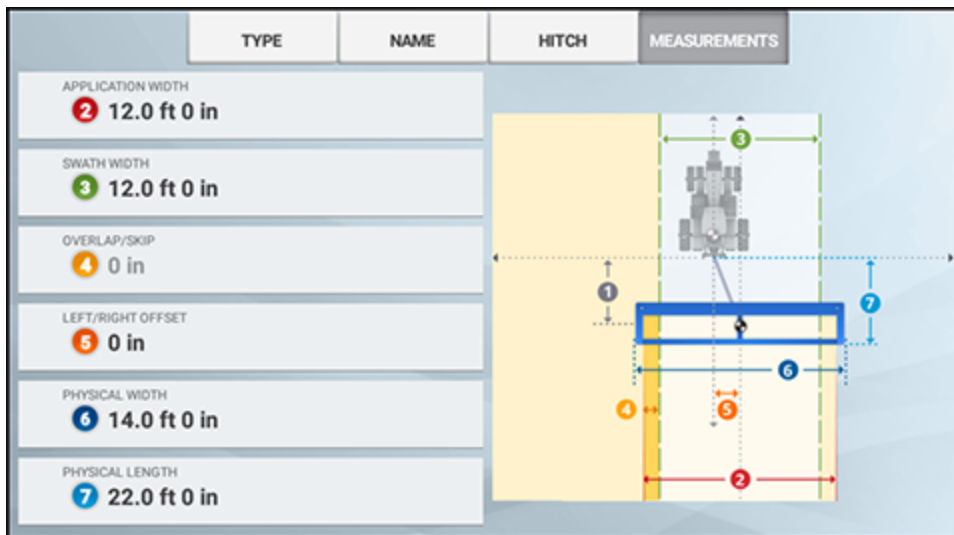 TYPE
NAME
HITCH
MEASUREMENTS
APPLICATION WIDTH
2 12.0 ft 0 in
SWATH WIDTH
3 12.0 ft 0 in
OVERLAP/SKIP
4 0 in
LEFT/RIGHT OFFSET
5 0 in
PHYSICAL WIDTH
6 14.0 ft 0 in
PHYSICAL LENGTH
7 22.0 ft 0 in
3
1
7
6
4
5
2